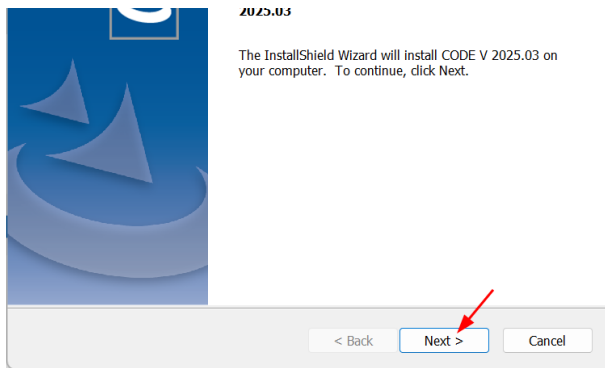 2025.03
The InstallShield Wizard will install CODE V 2025.03 on
your computer.  To continue, click Next.
< Back Next > Cancel